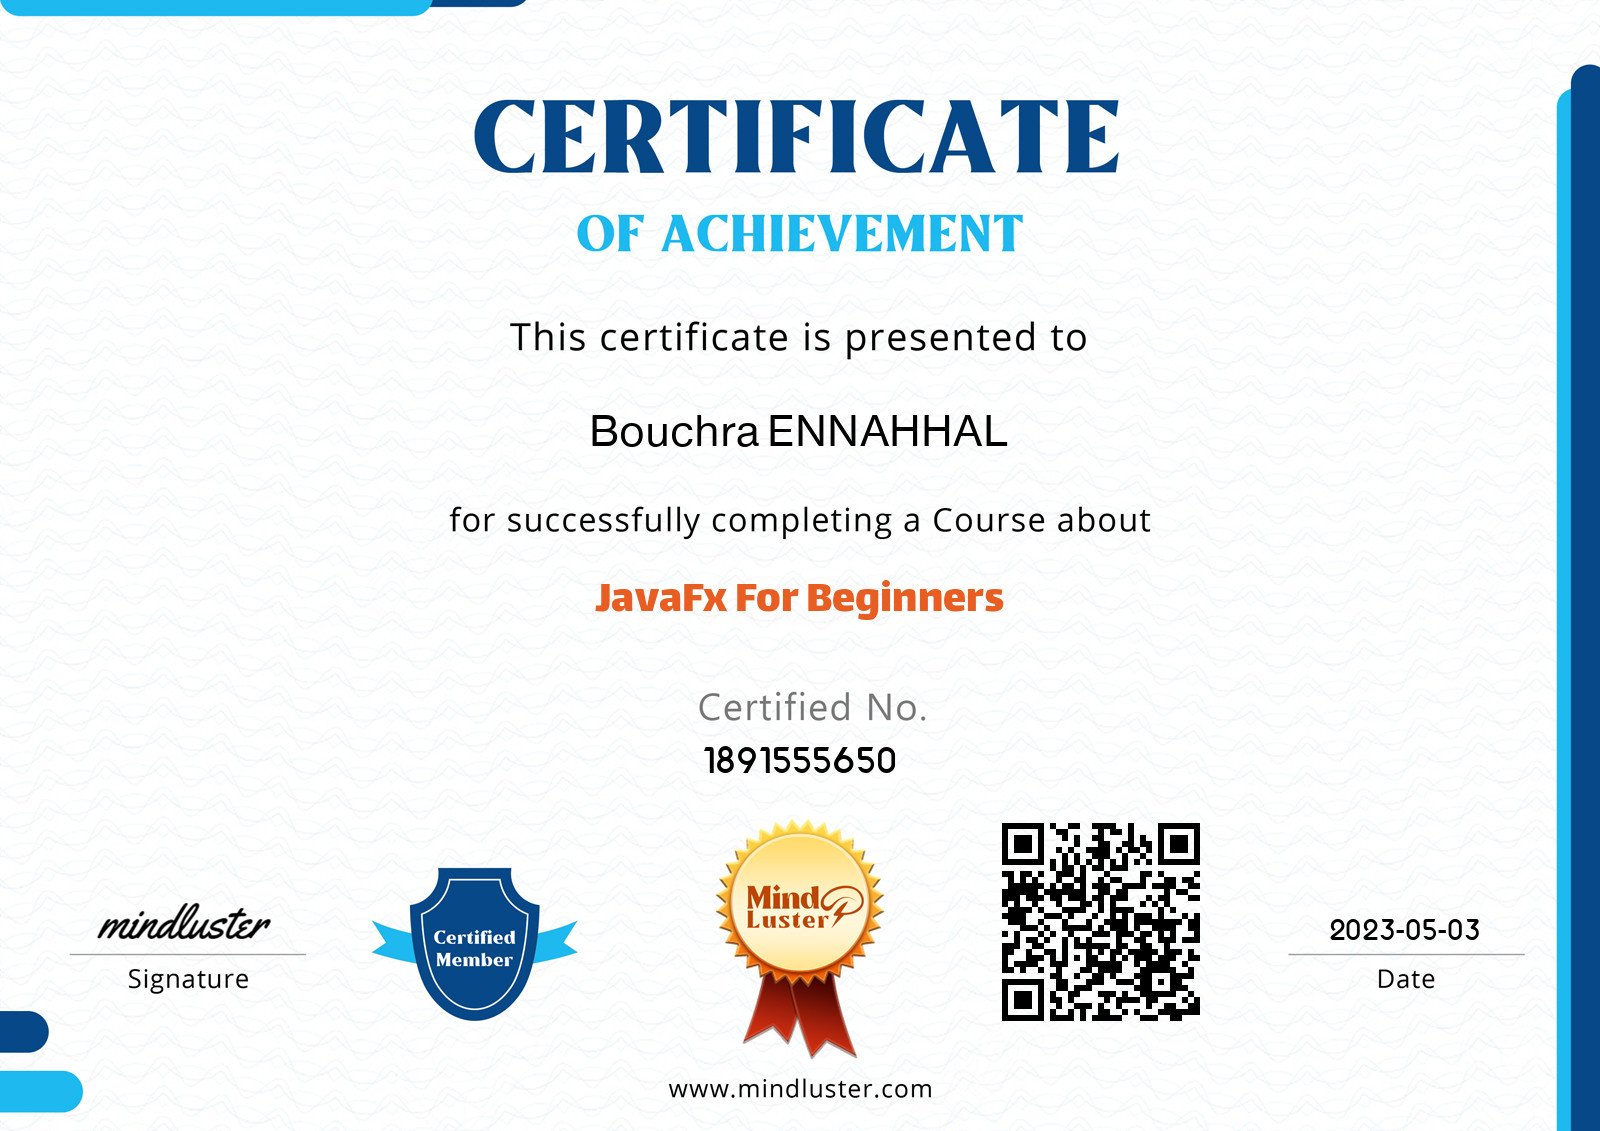 CERTIFICATE
OF ACHIEVEMENT
This certificate is presented to
Bouchra ENNAHHAL
for successfully completing a Course about
JavaFx For Beginners
Certified No.
1891555650
mindluster
Signature
Certified
Member
Mind
Luster
2023-05-03
Date
www.mindluster.com